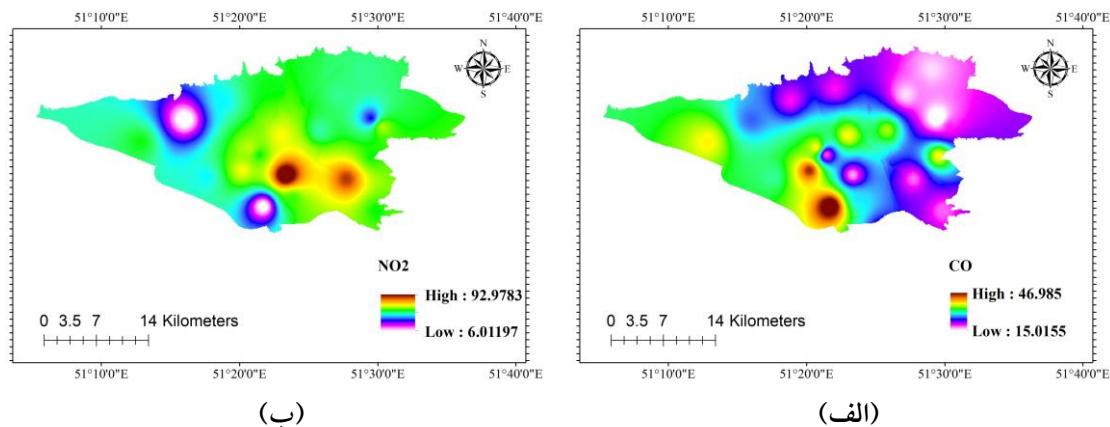 N
W E
S
NO2
High : 92.9783
Low : 6.01197
0 3.5 7 14 Kilometers
51°10'0"E 51°20'0"E 51°30'0"E 51°40'0"E
(ب)
N
W E
S
CO
High : 46.985
Low : 15.0155
0 3.5 7 14 Kilometers
51°10'0"E 51°20'0"E 51°30'0"E 51°40'0"E
(الف)
51°10'0"E 51°20'0"E 51°30'0"E 51°40'0"E
51°10'0"E 51°20'0"E 51°30'0"E 51°40'0"E